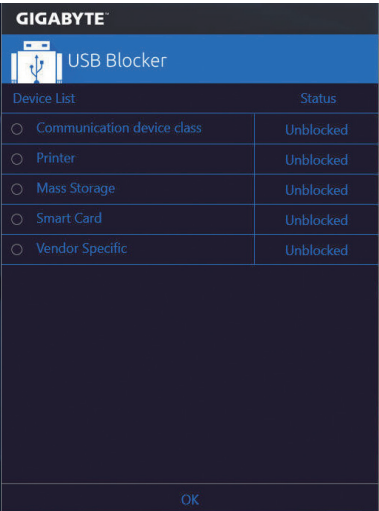 GIGABYTE™
USB Blocker
Device List Status
Communication device class Unblocked
Printer Unblocked
Mass Storage Unblocked
Smart Card Unblocked
Vendor Specific Unblocked
OK